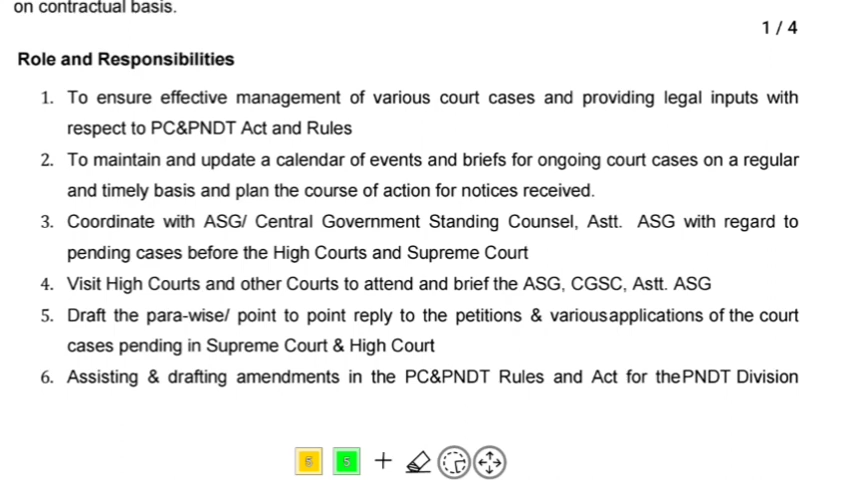 on contractual basis.
1 / 4
Role and Responsibilities
1. To ensure effective management of various court cases and providing legal inputs with
respect to PC&PNDT Act and Rules
2. To maintain and update a calendar of events and briefs for ongoing court cases on a regular
and timely basis and plan the course of action for notices received.
3. Coordinate with ASG/ Central Government Standing Counsel, Astt. ASG with regard to
pending cases before the High Courts and Supreme Court
4. Visit High Courts and other Courts to attend and brief the ASG, CGSC, Astt. ASG
5. Draft the para-wise/ point to point reply to the petitions & variousapplications of the court
cases pending in Supreme Court & High Court
6. Assisting & drafting amendments in the PC&PNDT Rules and Act for thePNDT Division